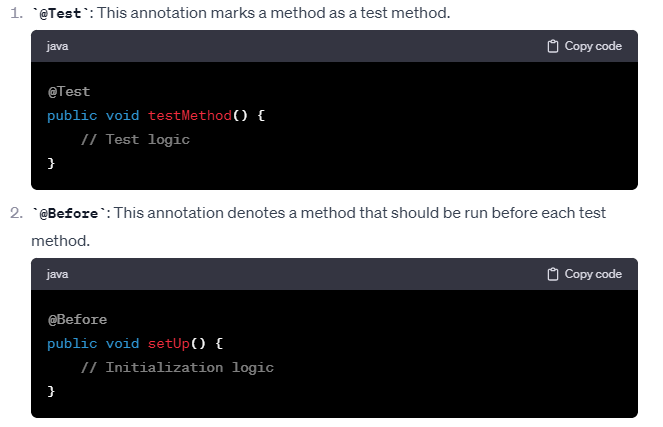 1. `@Test`: This annotation marks a method as a test method.
java Copy code
@Test
public void testMethod() {
    // Test logic
}
2. `@Before`: This annotation denotes a method that should be run before each test
method.
java Copy code
@Before
public void setUp() {
    // Initialization logic
}